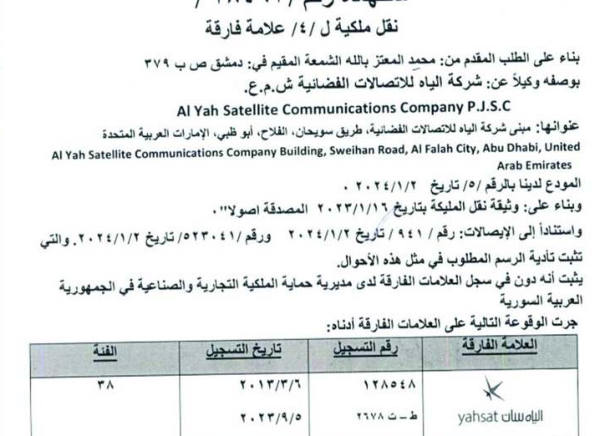 نقل ملكية ل /٤/ علامة فارقة
بناء على الطلب المقدم من: محمد المعتز بالله الشمعة المقيم في: دمشق ص ب ٣٧٩
بوصفه وكيلاً عن: شركة الياه للاتصالات الفضائية ش.م.ع.
Al Yah Satellite Communications Company P.J.S.C
عنوانها: مبنى شركة الياه للاتصالات الفضائية، طريق سويحان، الفلاح، أبو ظبي، الإمارات العربية المتحدة
Al Yah Satellite Communications Company Building, Sweihan Road, Al Falah City, Abu Dhabi, United
Arab Emirates
المودع لدينا بالرقم /٥/ تاريخ ٢٠٢٤/١/٢ .
وبناء على: وثيقة نقل المليكة بتاريخ ٢٠٢٣/١/١٦ المصدقة اصولا".
واستناداً إلى الإيصالات: رقم /٩٤١/ تاريخ ٢٠٢٤/١/٢ ورقم /٥٢٣٠٤١/ تاريخ ٢٠٢٤/١/٢. والتي
تثبت تأدية الرسم المطلوب في مثل هذه الأحوال.
يثبت أنه دون في سجل العلامات الفارقة لدى مديرية حماية الملكية التجارية والصناعية في الجمهورية
العربية السورية
جرت الوقوعة التالية على العلامات الفارقة أدناه:
العلامة الفارقة رقم التسجيل تاريخ التسجيل الفئة
١٢٨٥٤٨ ٢٠١٣/٣/٦ ٣٨
الياه سات yahsat ط–ت ٢٦٧٨ ٢٠٢٣/٩/٥